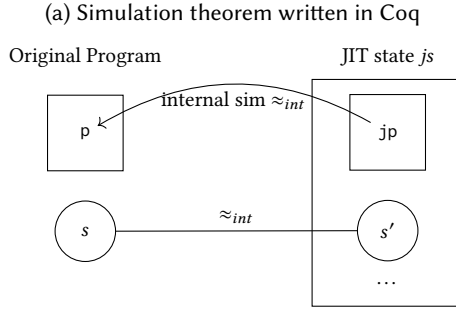 (a) Simulation theorem written in Coq
Original Program
JIT state js
internal sim ≈int
p
jp
≈int
s
s′
...